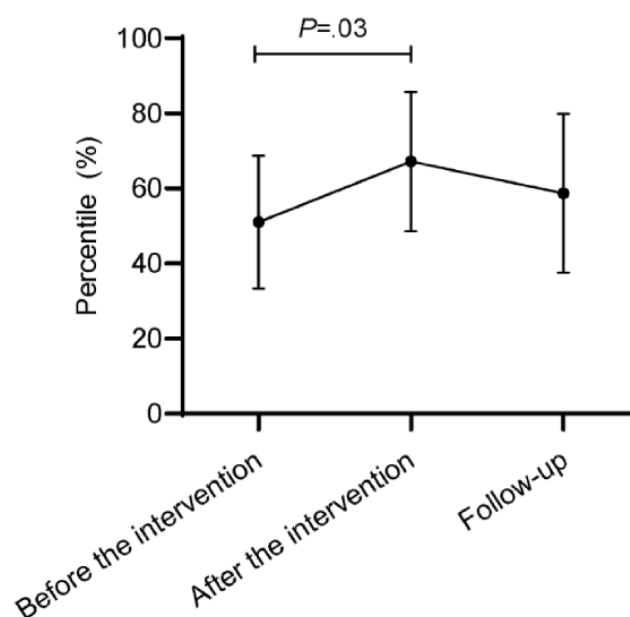 P=.03
100
80
60
40
20
0
Percentile (%)
Before the intervention
After the intervention
Follow-up